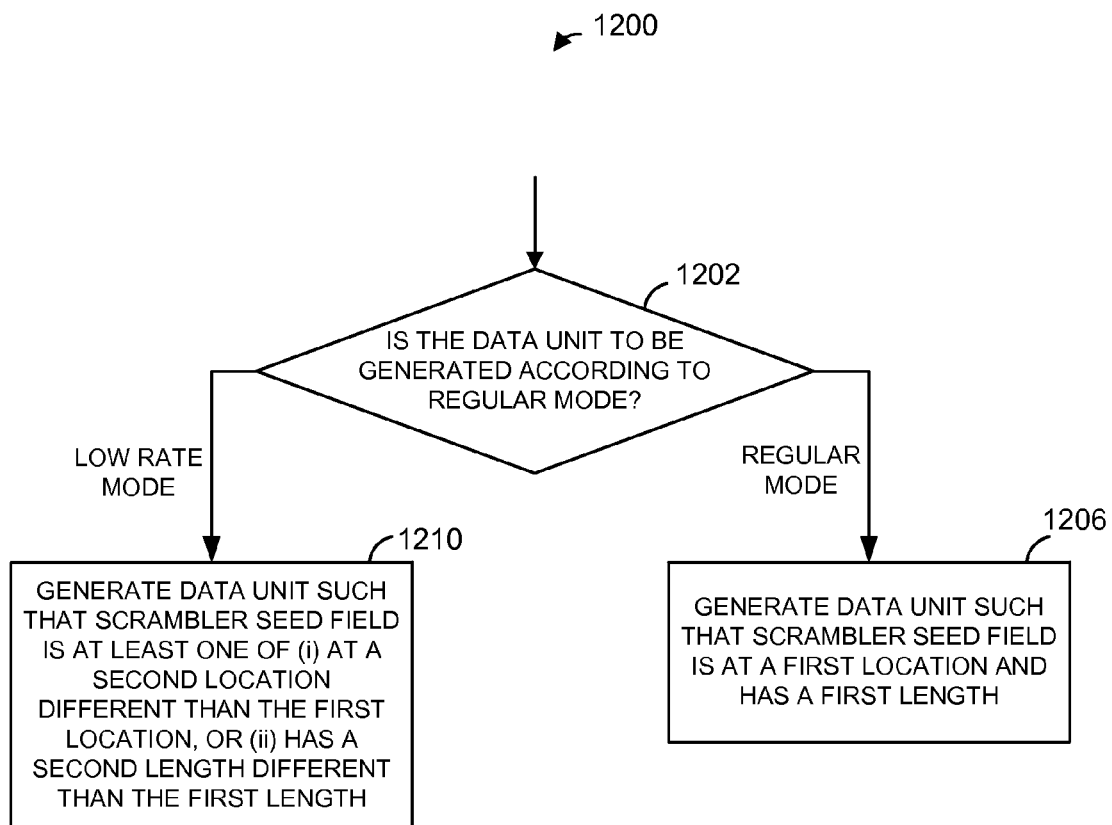 1200
1202
IS THE DATA UNIT TO BE
GENERATED ACCORDING TO
REGULAR MODE?
LOW RATE
MODE
REGULAR
MODE
1210
GENERATE DATA UNIT SUCH
THAT SCRAMBLER SEED FIELD
IS AT LEAST ONE OF (i) AT A
SECOND LOCATION
DIFFERENT THAN THE FIRST
LOCATION, OR (ii) HAS A
SECOND LENGTH DIFFERENT
THAN THE FIRST LENGTH
1206
GENERATE DATA UNIT SUCH
THAT SCRAMBLER SEED FIELD
IS AT A FIRST LOCATION AND
HAS A FIRST LENGTH